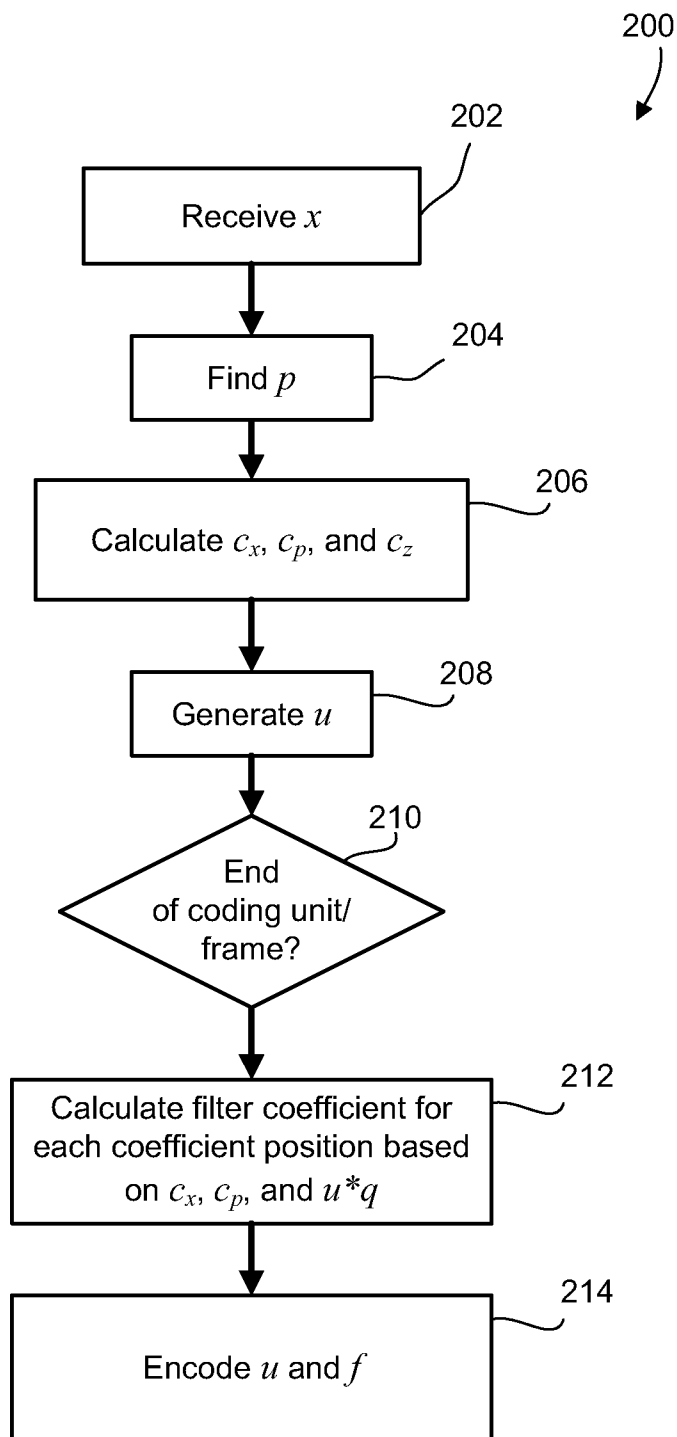 200
202
Receive x
204
Find p
206
Calculate cₓ, cₚ, and c_z
208
Generate u
210
End
of coding unit/
frame?
212
Calculate filter coefficient for
each coefficient position based
on cₓ, cₚ, and u*q
214
Encode u and f